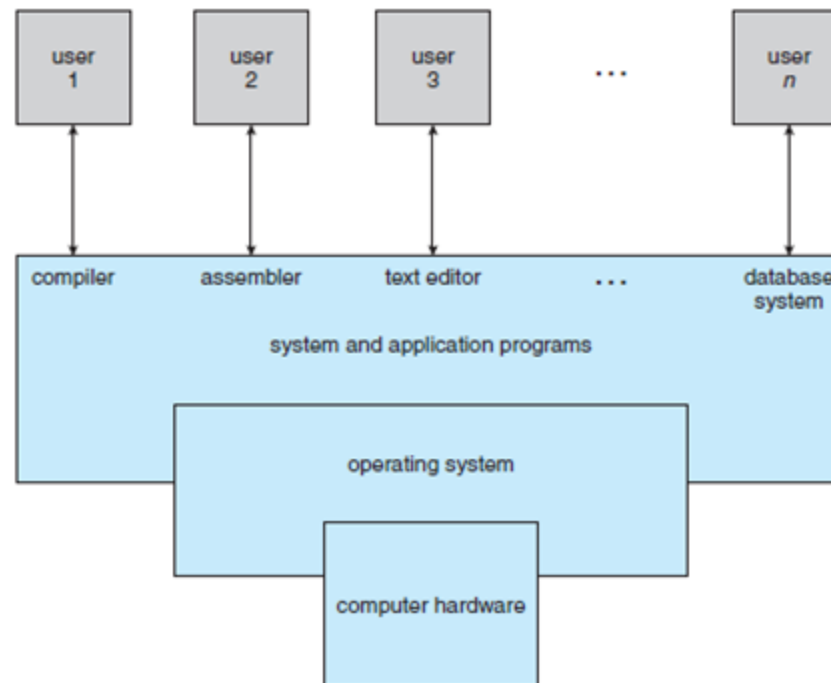 user
1
user
2
user
3
...
user
n
compiler
assembler
text editor
...
database
system
system and application programs
operating system
computer hardware